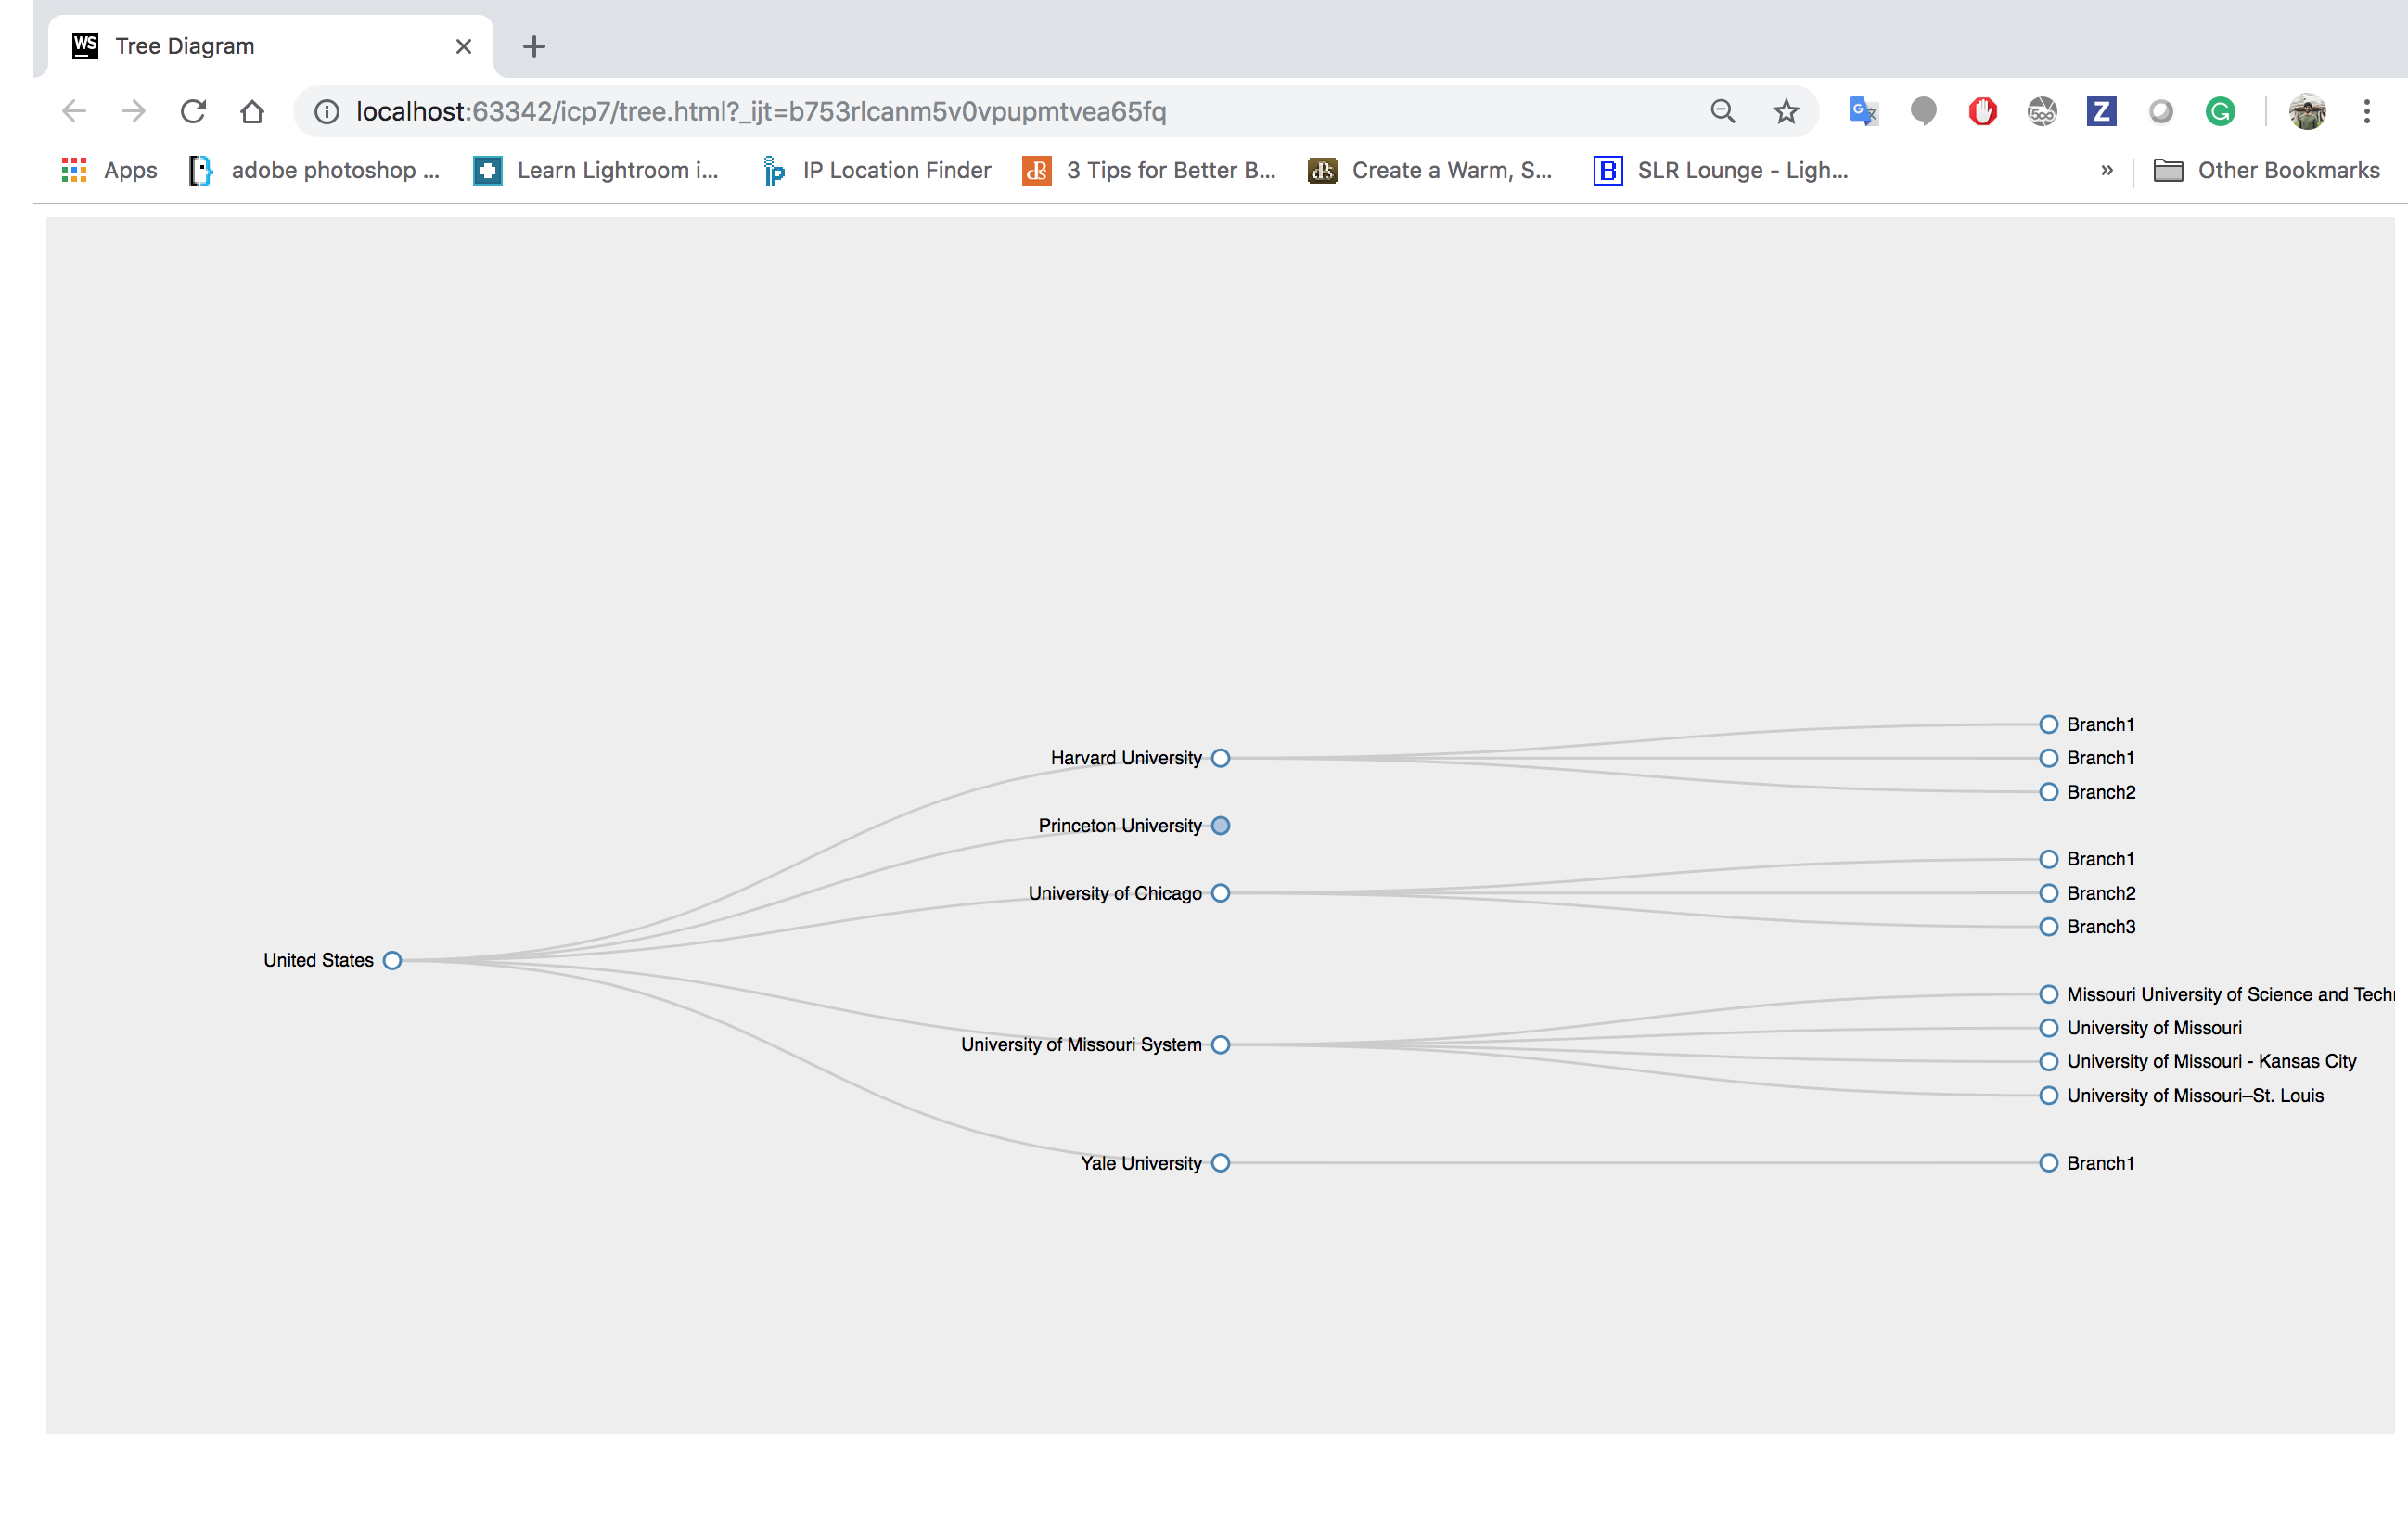 WS Tree Diagram
localhost:63342/icp7/tree.html?_ijt=b753rlcanm5v0vpupmtvea65fq
Apps adobe photoshop ... Learn Lightroom i... IP Location Finder 3 Tips for Better B... Create a Warm, S... SLR Lounge - Ligh... » Other Bookmarks
Branch1
Harvard University Branch1
Branch2
Princeton University
Branch1
University of Chicago Branch2
Branch3
United States
Missouri University of Science and Tech
University of Missouri
University of Missouri System
University of Missouri - Kansas City
University of Missouri–St. Louis
Yale University Branch1